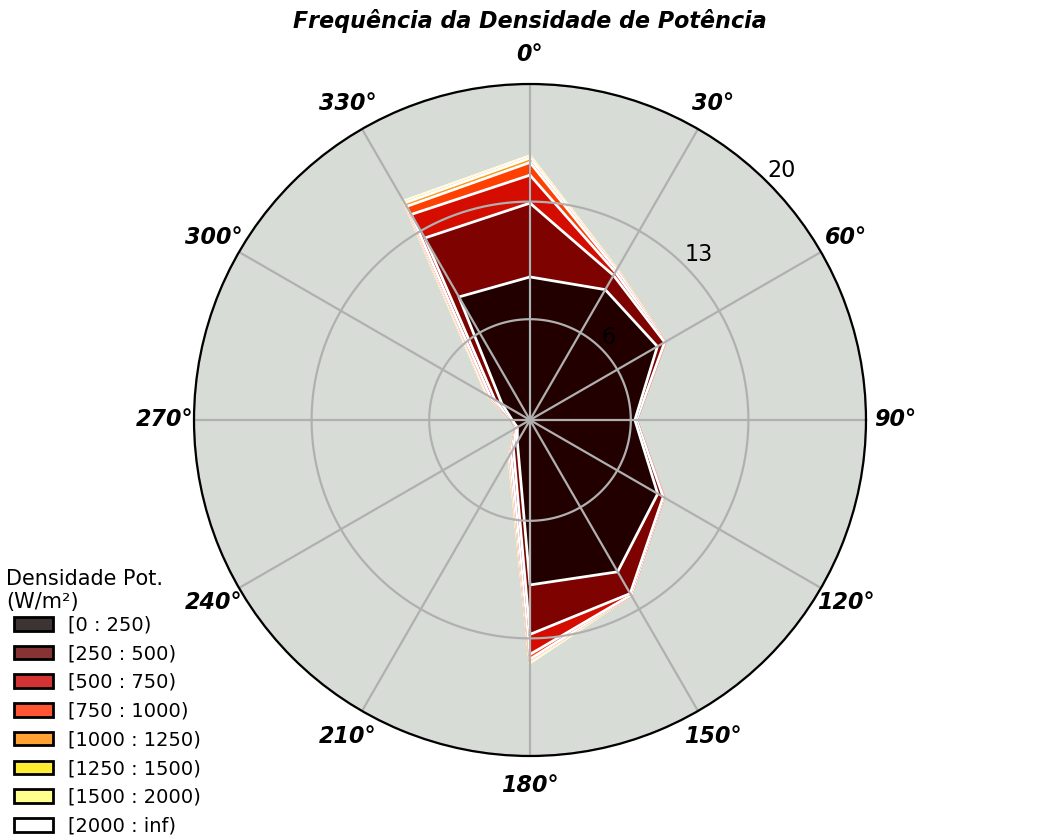 Frequência da Densidade de Potência
0°
330°
30°
20
300°
60°
13
6
270°
90°
240°
120°
210°
150°
180°
Densidade Pot.
(W/m²)
[0 : 250)
[250 : 500)
[500 : 750)
[750 : 1000)
[1000 : 1250)
[1250 : 1500)
[1500 : 2000)
[2000 : inf)